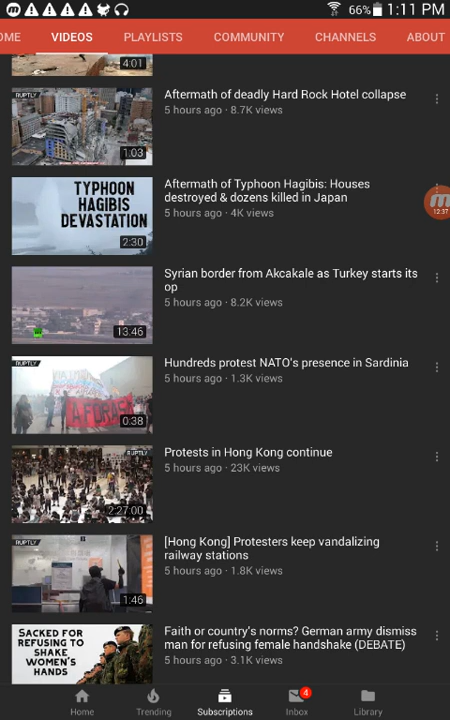 66% 1:11 PM
OME VIDEOS PLAYLISTS COMMUNITY CHANNELS ABOUT
4:01
RUPTLY
1:03
Aftermath of deadly Hard Rock Hotel collapse
5 hours ago · 8.7K views
TYPHOON
HAGIBIS
DEVASTATION
2:30
Aftermath of Typhoon Hagibis: Houses
destroyed & dozens killed in Japan
5 hours ago · 4K views
12:37
13:46
Syrian border from Akcakale as Turkey starts its
op
5 hours ago · 8.2K views
RUPTLY
0:38
Hundreds protest NATO's presence in Sardinia
5 hours ago · 1.3K views
RUPTLY
2:27:00
Protests in Hong Kong continue
5 hours ago · 23K views
RUPTLY
1:46
[Hong Kong] Protesters keep vandalizing
railway stations
5 hours ago · 1.8K views
SACKED FOR
REFUSING TO
SHAKE
WOMEN'S
HANDS
Faith or country's norms? German army dismiss
man for refusing female handshake (DEBATE)
5 hours ago · 3.1K views
4
Home Trending Subscriptions Inbox Library